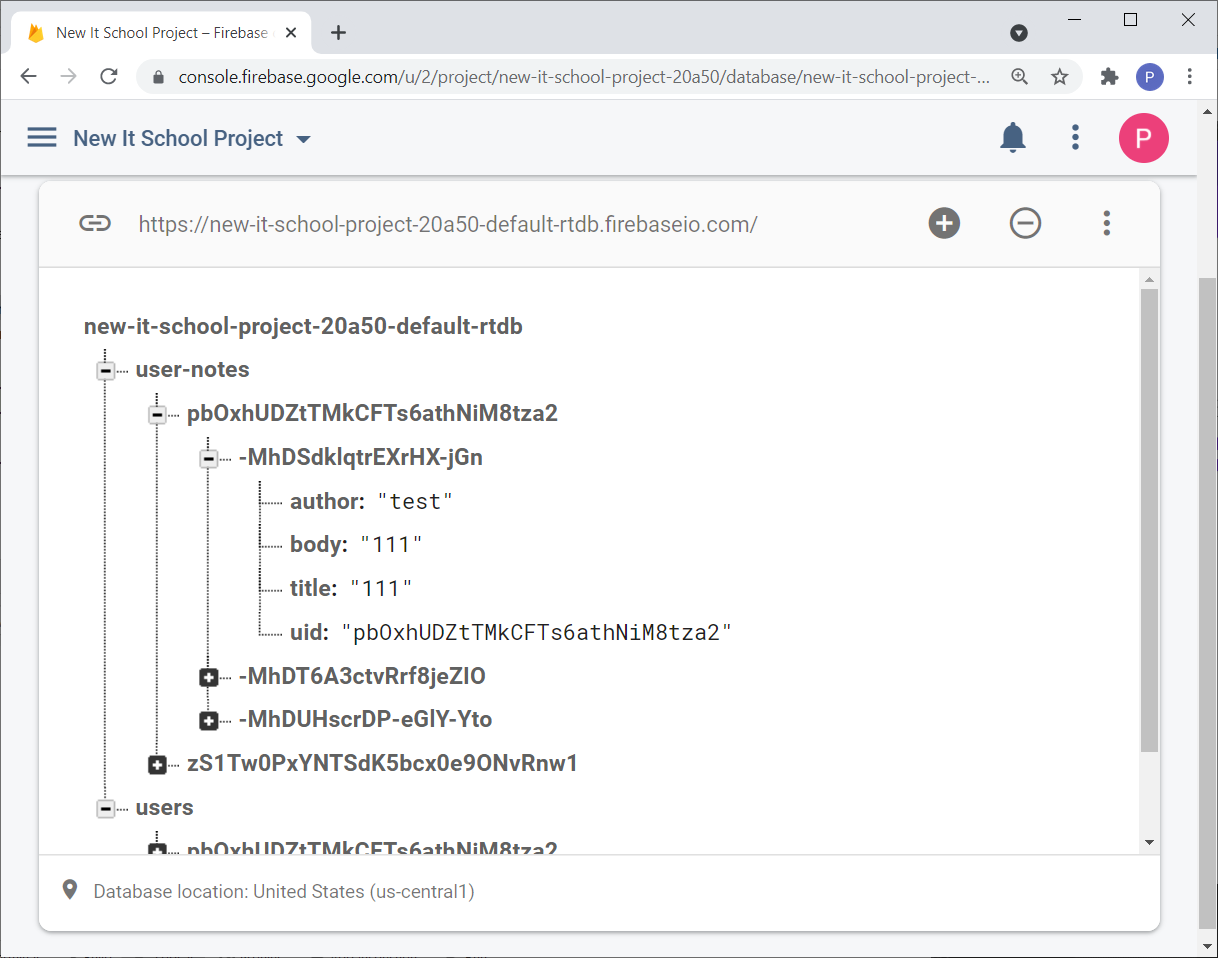 New It School Project – Firebase
console.firebase.google.com/u/2/project/new-it-school-project-20a50/database/new-it-school-project-...
P
New It School Project
P
https://new-it-school-project-20a50-default-rtdb.firebaseio.com/
new-it-school-project-20a50-default-rtdb
user-notes
pbOxhUDZtTMkCFTs6athNiM8tza2
-MhDSdklqtrEXrHX-jGn
author: "test"
body: "111"
title: "111"
uid: "pbOxhUDZtTMkCFTs6athNiM8tza2"
-MhDT6A3ctvRrf8jeZIO
-MhDUHscrDP-eGlY-Yto
zS1Tw0PxYNTSdK5bcx0e9ONvRnw1
users
pbOxhUDZtTMkCFTs6athNiM8tza2
Database location: United States (us-central1)